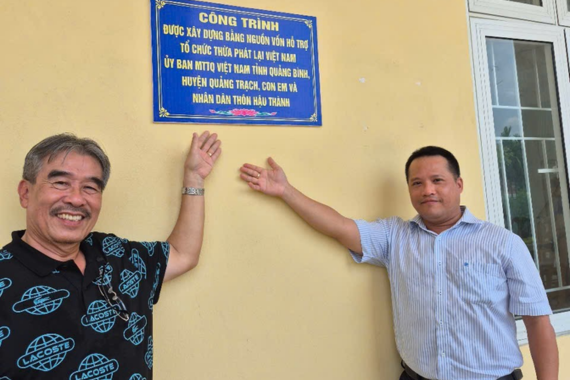 CÔNG TRÌNH
ĐƯỢC XÂY DỰNG BẰNG NGUỒN VỐN HỖ TRỢ
TỔ CHỨC THỪA PHÁT LẠI VIỆT NAM
ỦY BAN MTTQ VIỆT NAM TỈNH QUẢNG BÌNH,
HUYỆN QUẢNG TRẠCH, CON EM VÀ
NHÂN DÂN THÔN HẬU THÀNH
LACOSTE
LACOSTE
LACOSTE